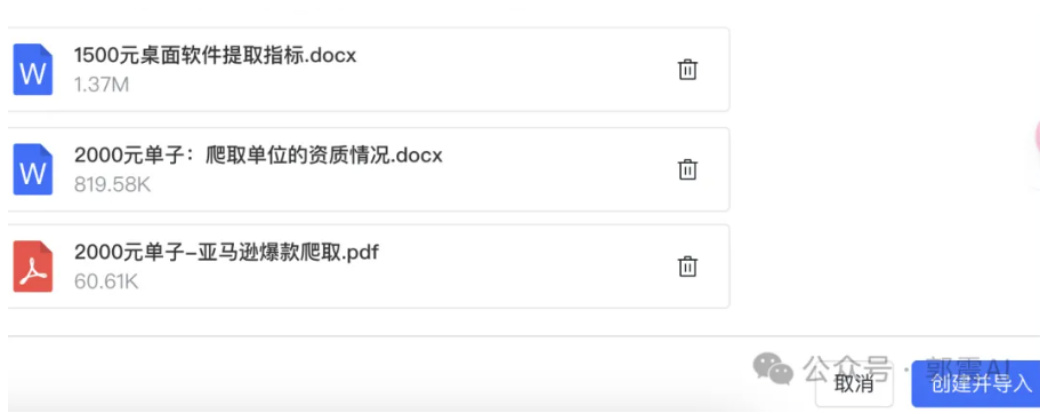 1500元桌面软件提取指标.docx
1.37M
2000元单子：爬取单位的资质情况.docx
819.58K
2000元单子-亚马逊爆款爬取.pdf
60.61K
公众号 · 郭震AI
取消
创建并导入